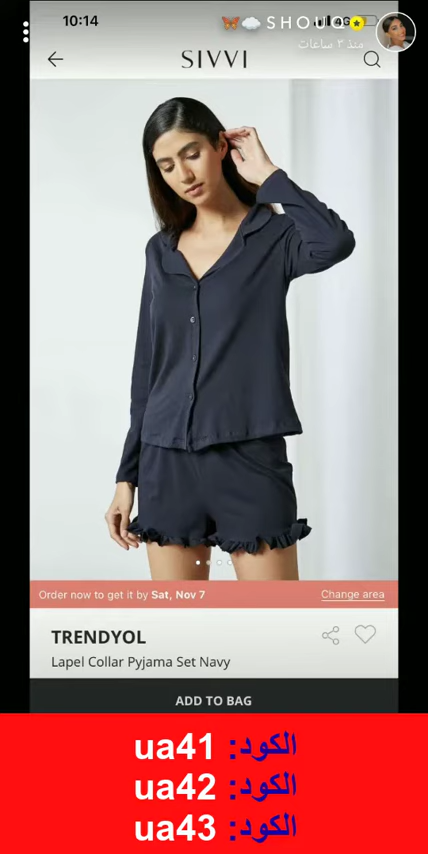 10:14
🦋☁️ S H O U Q ⭐
4G
منذ ٣ ساعات
SIVVI
Order now to get it by Sat, Nov 7
Change area
TRENDYOL
Lapel Collar Pyjama Set Navy
ADD TO BAG
الكود: ua41
الكود: ua42
الكود: ua43